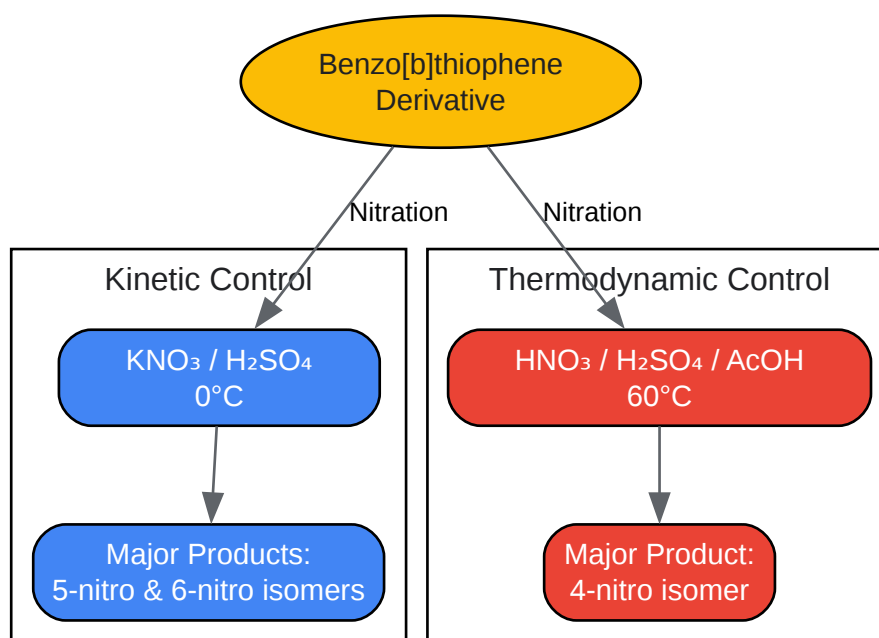 Benzo[b]thiophene
Derivative
Nitration
Nitration
Kinetic Control
KNO₃ / H₂SO₄
0°C
Major Products:
5-nitro & 6-nitro isomers
Thermodynamic Control
HNO₃ / H₂SO₄ / AcOH
60°C
Major Product:
4-nitro isomer